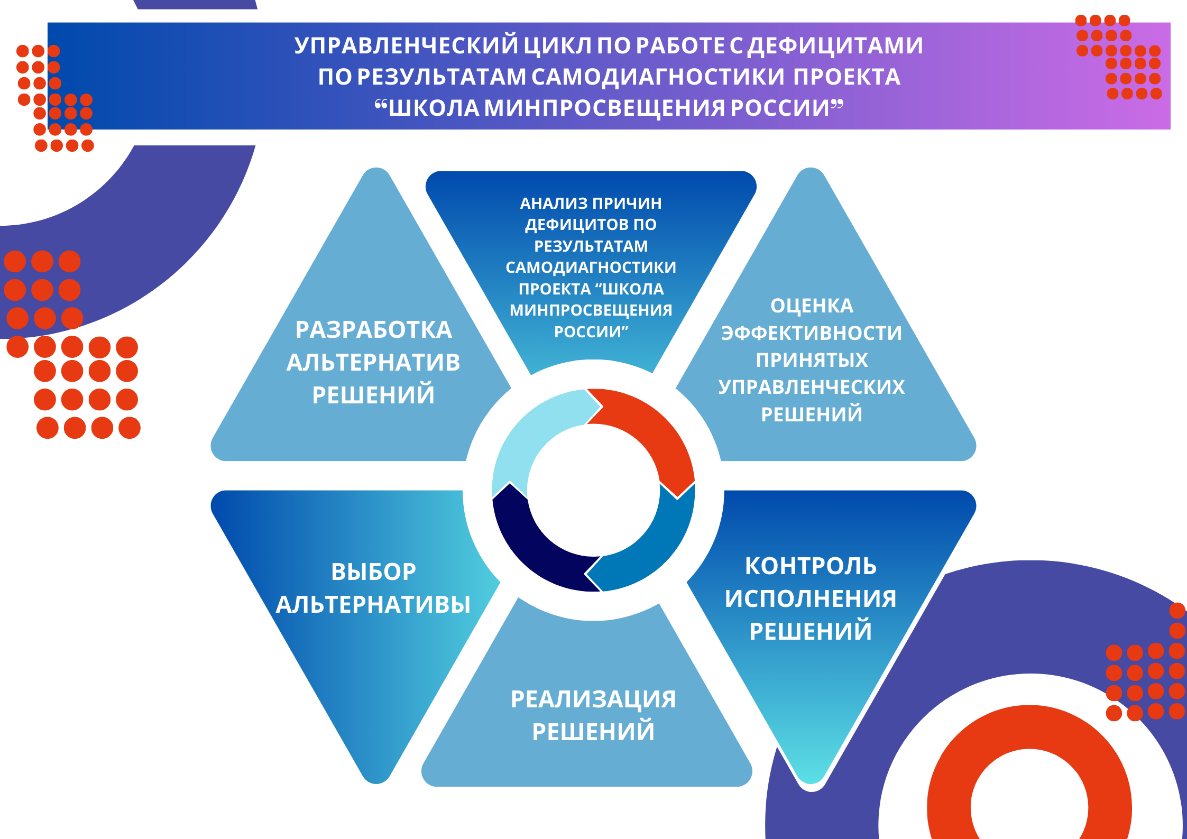 УПРАВЛЕНЧЕСКИЙ ЦИКЛ ПО РАБОТЕ С ДЕФИЦИТАМИ
ПО РЕЗУЛЬТАТАМ САМОДИАГНОСТИКИ ПРОЕКТА
“ШКОЛА МИНПРОСВЕЩЕНИЯ РОССИИ”
АНАЛИЗ ПРИЧИН
ДЕФИЦИТОВ ПО
РЕЗУЛЬТАТАМ
САМОДИАГНОСТИКИ
ПРОЕКТА “ШКОЛА
МИНПРОСВЕЩЕНИЯ
РОССИИ”
ОЦЕНКА
ЭФФЕКТИВНОСТИ
ПРИНЯТЫХ
УПРАВЛЕНЧЕСКИХ
РЕШЕНИЙ
РАЗРАБОТКА
АЛЬТЕРНАТИВ
РЕШЕНИЙ
ВЫБОР
АЛЬТЕРНАТИВЫ
КОНТРОЛЬ
ИСПОЛНЕНИЯ
РЕШЕНИЙ
РЕАЛИЗАЦИЯ
РЕШЕНИЙ